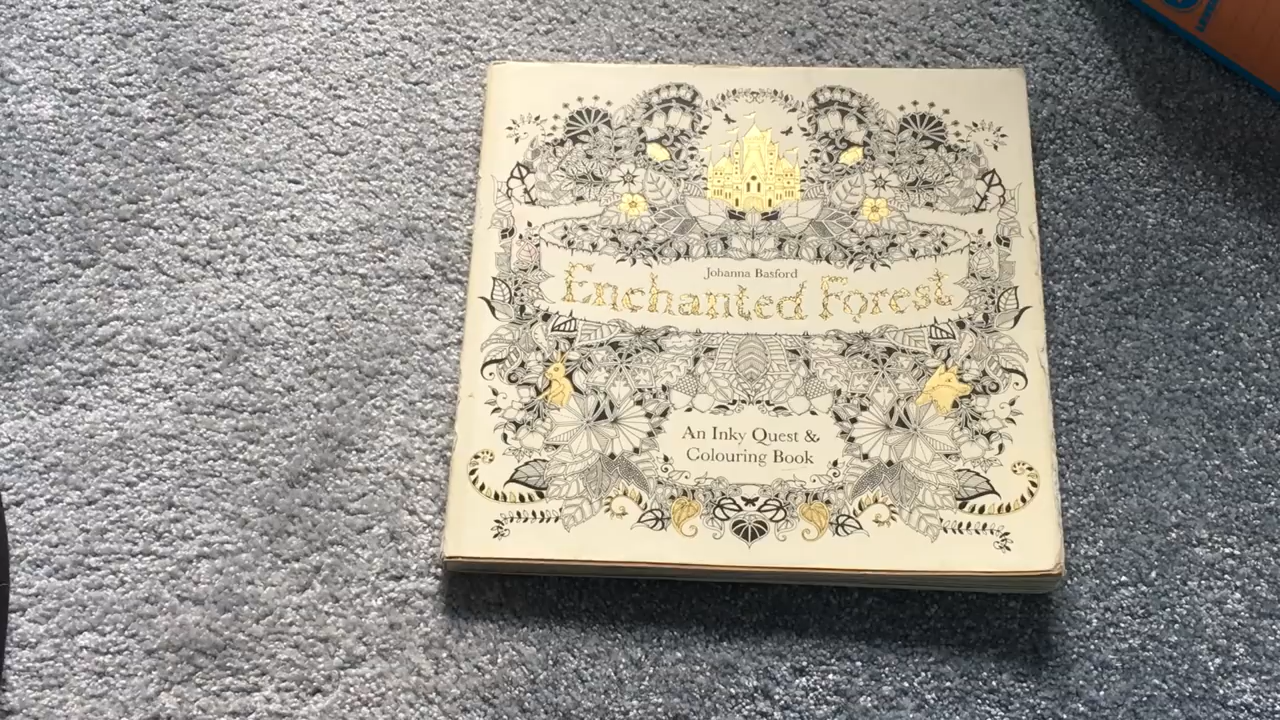 Johanna Basford
Enchanted Forest
An Inky Quest &
Colouring Book